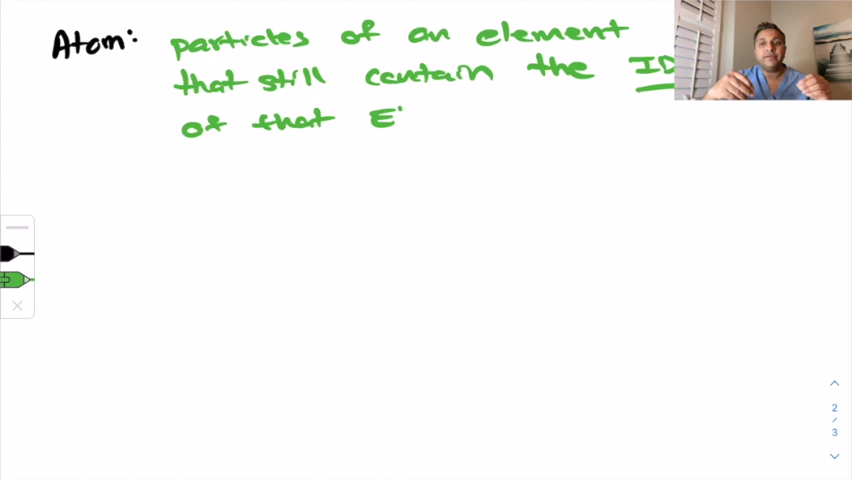 Atom: particles of an element
that still contain the ID
of that E'
2
3